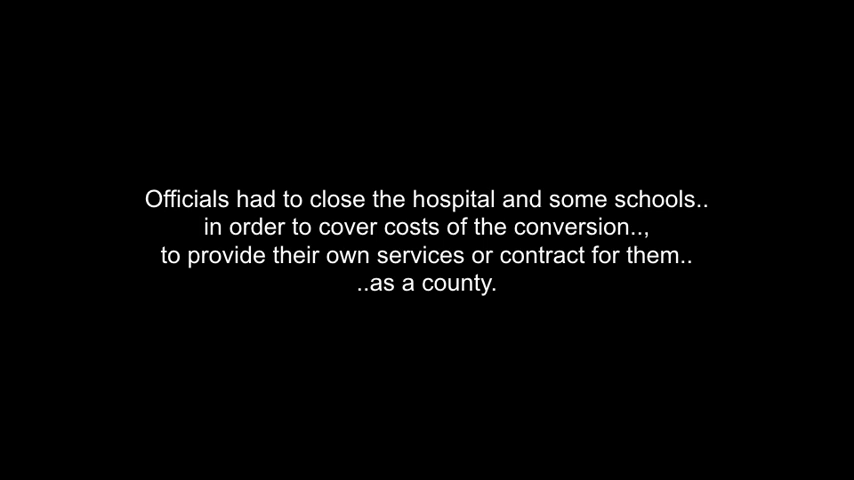 Officials had to close the hospital and some schools..
in order to cover costs of the conversion..,
to provide their own services or contract for them..
..as a county.